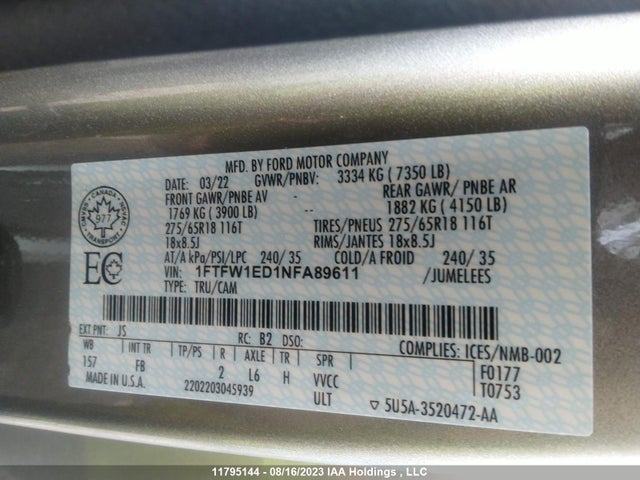 MFD. BY FORD MOTOR COMPANY
DATE: 03/22 GVWR/PNBV: 3334 KG ( 7350 LB)
FRONT GAWR/PNBE AV REAR GAWR/ PNBE AR
1769 KG ( 3900 LB) 1882 KG ( 4150 LB)
275/65R18 116T TIRES/PNEUS 275/65R18 116T
18x8.5J RIMS/JANTES 18x8.5J
AT/A kPa/PSI/LPC 240/ 35 COLD/A FROID 240/ 35
VIN: 1FTFW1ED1NFA89611 /JUMELEES
TYPE: TRU/CAM
CANADA
977
TRANSPORT
EC
EXT PNT: JS RC: B2 DSO: COMPLIES: ICES/NMB-002
WB INT TR TP/PS R AXLE TR SPR F0177
157 FB 2 L6 H VVCC T0753
MADE IN U.S.A. 2202203045939 ULT 5U5A-3520472-AA
11795144 - 08/16/2023 IAA Holdings , LLC